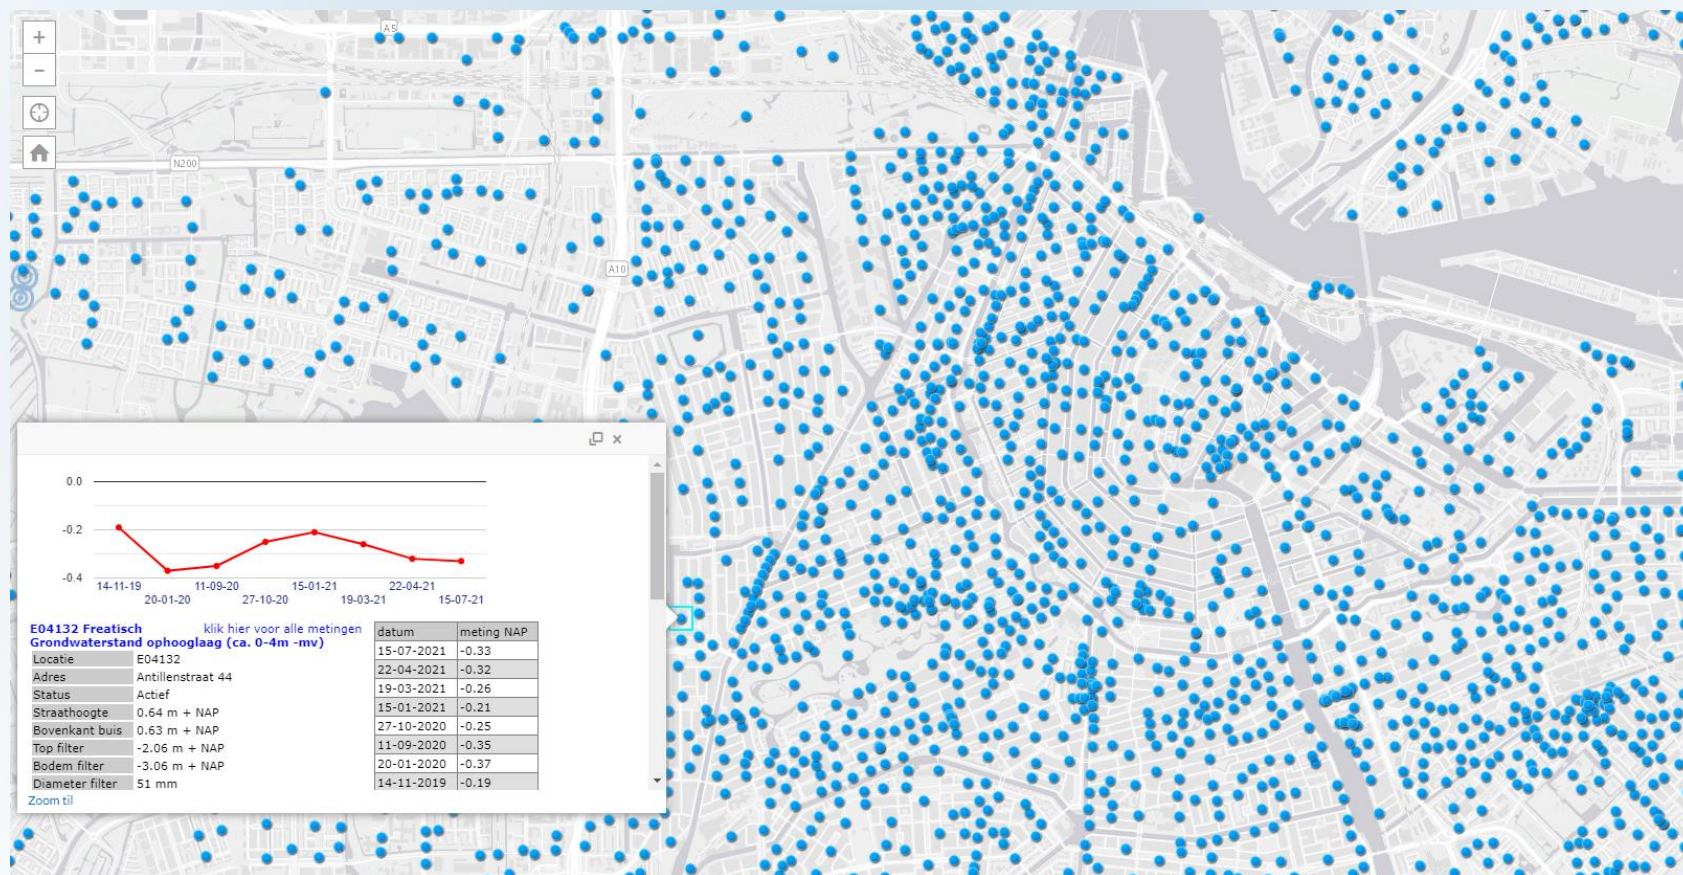 +
A5
−
N200
A10
0.0
-0.2
-0.4
14-11-19
11-09-20
15-01-21
22-04-21
20-01-20
27-10-20
19-03-21
15-07-21
E04132 Freatisch klik hier voor alle metingen
Grondwaterstand ophooglaag (ca. 0-4m -mv)
Locatie E04132
Adres Antillenstraat 44
Status Actief
Straathoogte 0.64 m + NAP
Bovenkant buis 0.63 m + NAP
Top filter -2.06 m + NAP
Bodem filter -3.06 m + NAP
Diameter filter 51 mm
datum meting NAP
15-07-2021 -0.33
22-04-2021 -0.32
19-03-2021 -0.26
15-01-2021 -0.21
27-10-2020 -0.25
11-09-2020 -0.35
20-01-2020 -0.37
14-11-2019 -0.19
Zoom til